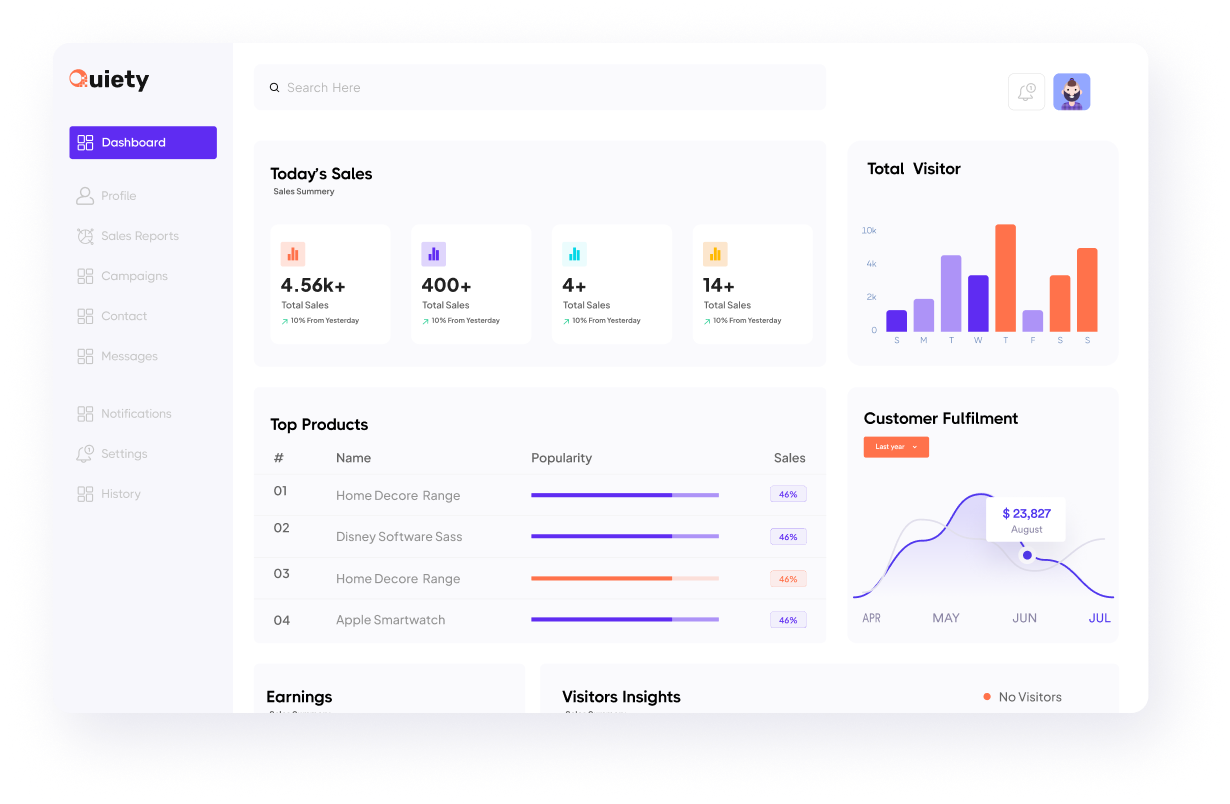 Quiety
Search Here
Dashboard
Profile
Sales Reports
Campaigns
Contact
Messages
Notifications
Settings
History
Today's Sales
Sales Summery
4.56k+
Total Sales
10% From Yesterday
400+
Total Sales
10% From Yesterday
4+
Total Sales
10% From Yesterday
14+
Total Sales
10% From Yesterday
Total Visitor
10k
4k
2k
0
S M T W T F S S
Top Products
# Name Popularity Sales
01 Home Decore Range 46%
02 Disney Software Sass 46%
03 Home Decore Range 46%
04 Apple Smartwatch 46%
Customer Fulfilment
Last year
$ 23,827
August
APR MAY JUN JUL
Earnings
Visitors Insights
No Visitors